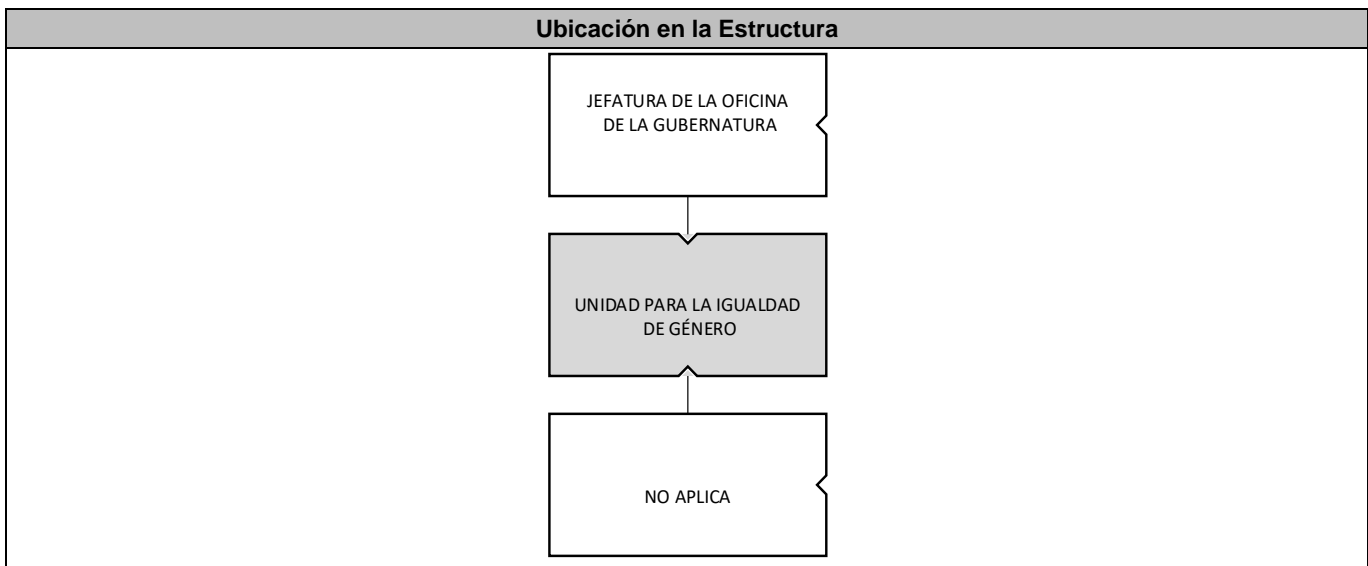 Ubicación en la Estructura
JEFATURA DE LA OFICINA
DE LA GUBERNATURA
UNIDAD PARA LA IGUALDAD
DE GÉNERO
NO APLICA